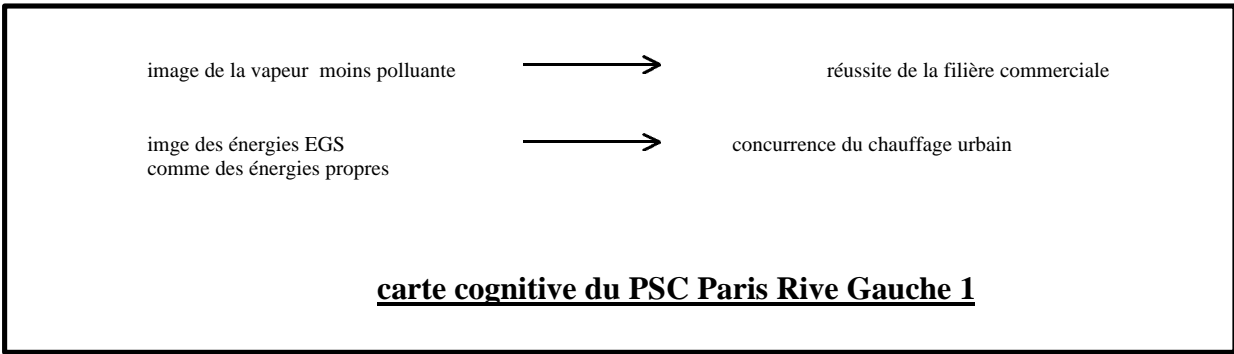 image de la vapeur moins polluante réussite de la filière commerciale
imge des énergies EGS concurrence du chauffage urbain
comme des énergies propres
carte cognitive du PSC Paris Rive Gauche 1